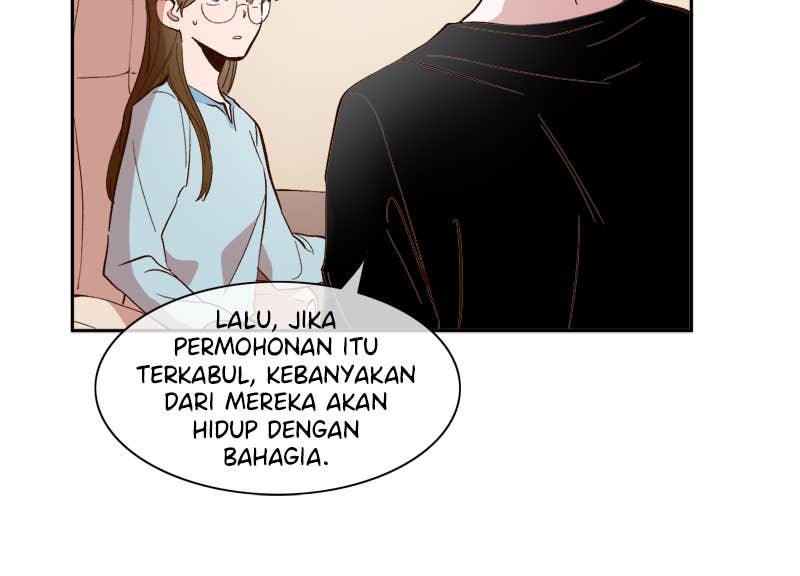 LALU, JIKA
PERMOHONAN ITU
TERKABUL, KEBANYAKAN
DARI MEREKA AKAN
HIDUP DENGAN
BAHAGIA.